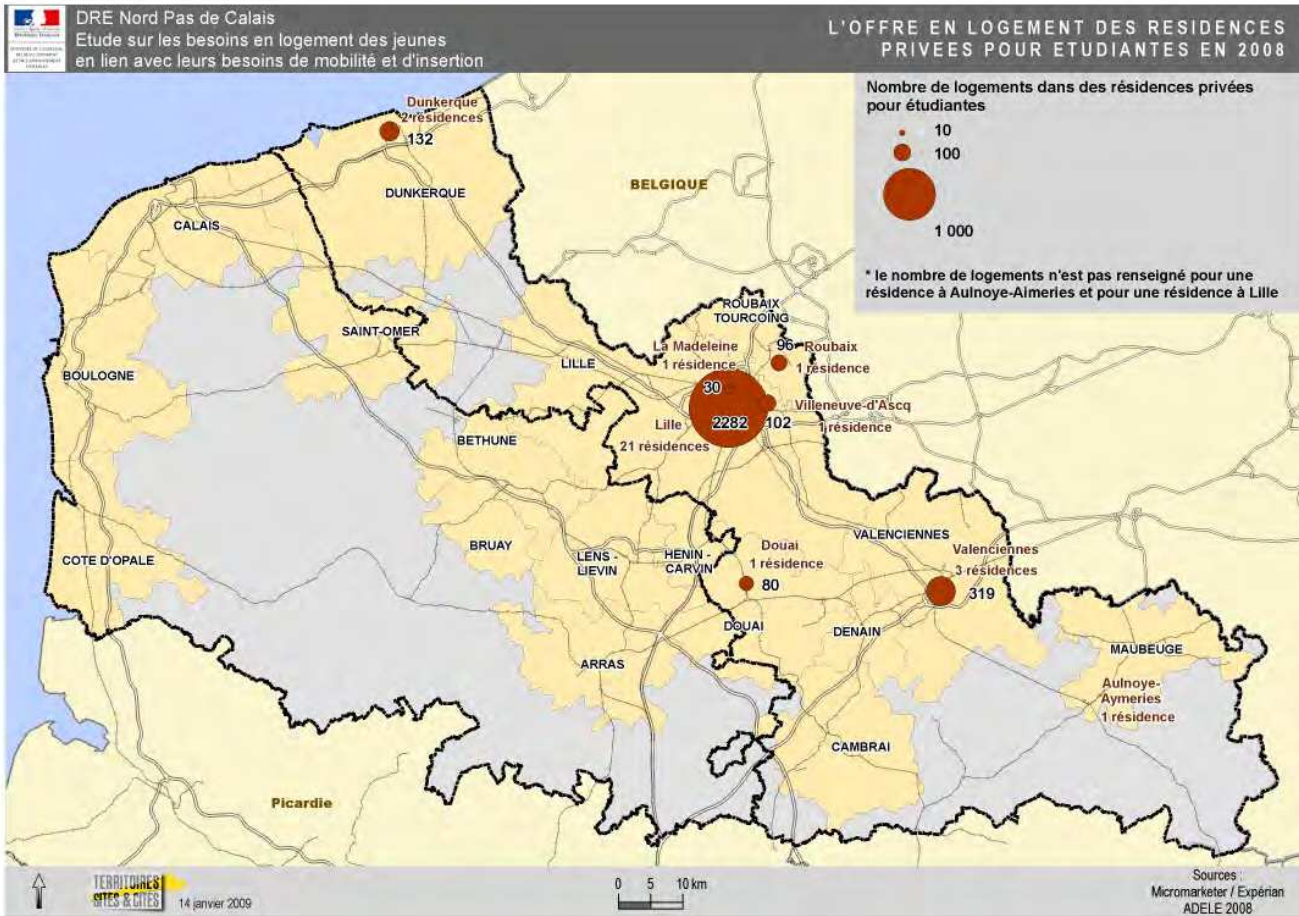 DRE Nord Pas de Calais
Etude sur les besoins en logement des jeunes
en lien avec leurs besoins de mobilité et d'insertion
L'OFFRE EN LOGEMENT DES RESIDENCES
PRIVEES POUR ETUDIANTES EN 2008
Nombre de logements dans des résidences privées
pour étudiantes
10
100
1 000
* le nombre de logements n'est pas renseigné pour une
résidence à Aulnoye-Aimeries et pour une résidence à Lille
Dunkerque
2 résidences
132
DUNKERQUE
BELGIQUE
CALAIS
SAINT-OMER
BOULOGNE
LILLE
ROUBAIX
TOURCOING
La Madeleine
1 résidence
30
96
Roubaix
1 résidence
Villeneuve-d'Ascq
1 résidence
102
Lille
21 résidences
2282
BETHUNE
BRUAY
LENS -
LIEVIN
HENIN -
CARVIN
COTE D'OPALE
Douai
1 résidence
80
DOUAI
VALENCIENNES
Valenciennes
3 résidences
319
DENAIN
ARRAS
MAUBEUGE
Aulnoye-
Aymeries
1 résidence
CAMBRAI
Picardie
TERRITOIRES
SITES & CITÉS
14 janvier 2009
0 5 10 km
Sources :
Micromarketer / Expérian
ADELE 2008